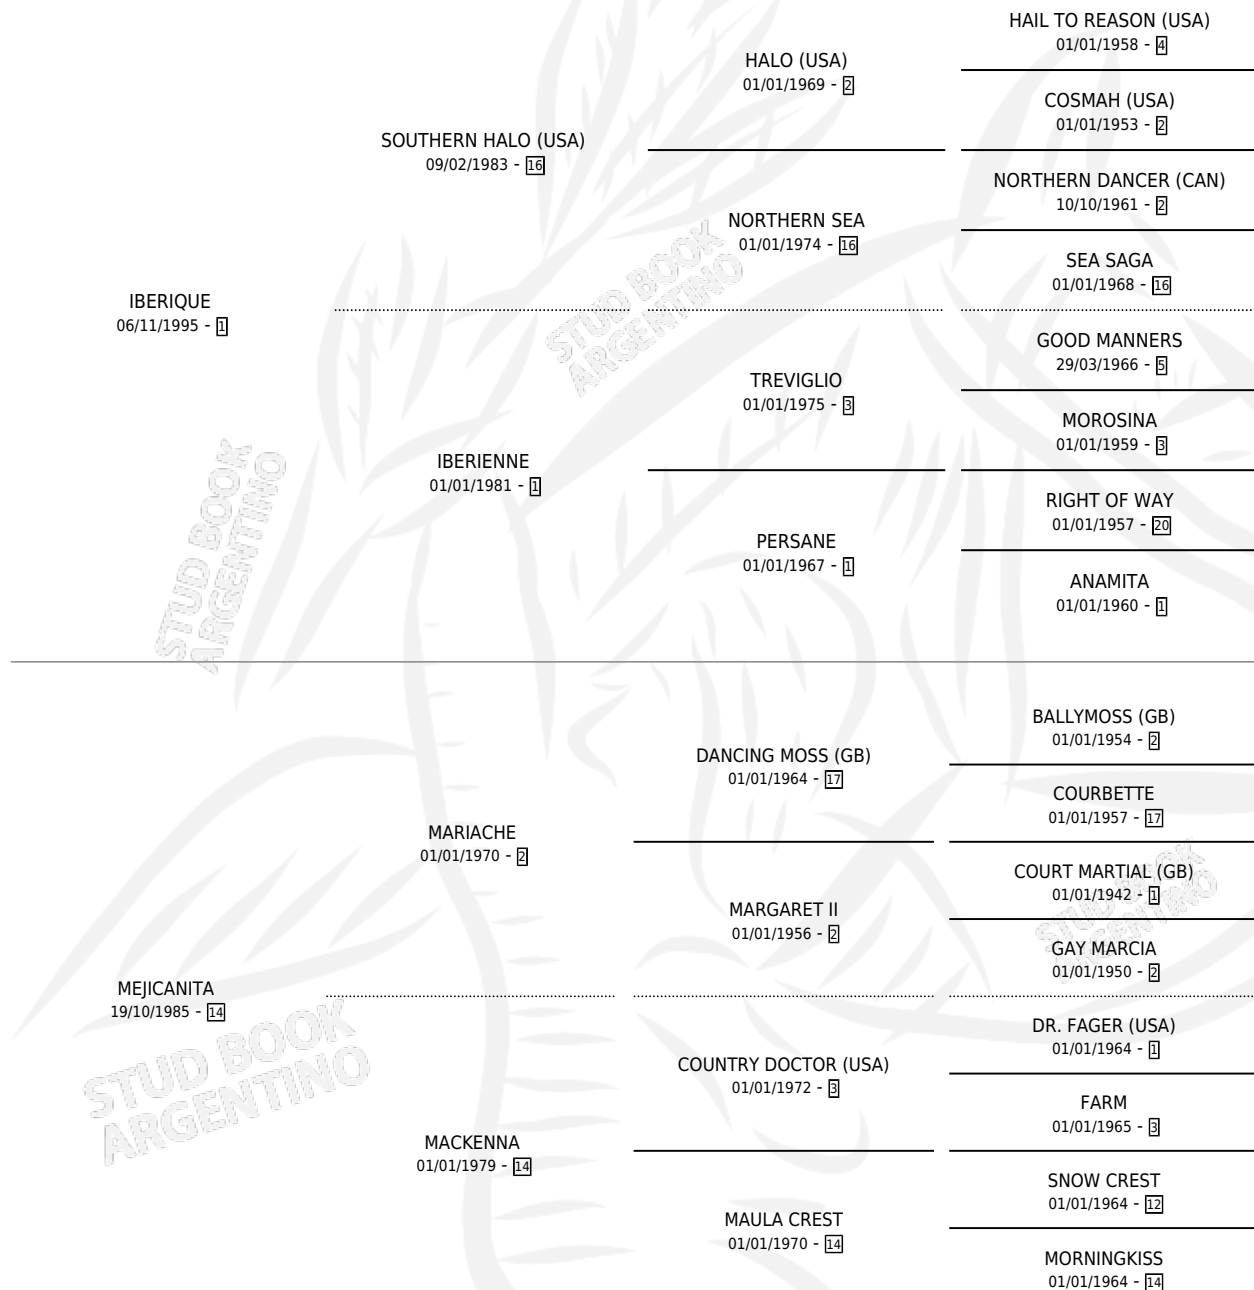 IBERIQUE
06/11/1995 - 1
SOUTHERN HALO (USA)
09/02/1983 - 16
HALO (USA)
01/01/1969 - 2
HAIL TO REASON (USA)
01/01/1958 - 4
COSMAH (USA)
01/01/1953 - 2
NORTHERN SEA
01/01/1974 - 16
NORTHERN DANCER (CAN)
10/10/1961 - 2
SEA SAGA
01/01/1968 - 16
IBERIENNE
01/01/1981 - 1
TREVIGLIO
01/01/1975 - 3
GOOD MANNERS
29/03/1966 - 5
MOROSINA
01/01/1959 - 3
PERSANE
01/01/1967 - 1
RIGHT OF WAY
01/01/1957 - 20
ANAMITA
01/01/1960 - 1
MEJICANITA
19/10/1985 - 14
MARIACHE
01/01/1970 - 2
DANCING MOSS (GB)
01/01/1964 - 17
BALLYMOSS (GB)
01/01/1954 - 2
COURBETTE
01/01/1957 - 17
MARGARET II
01/01/1956 - 2
COURT MARTIAL (GB)
01/01/1942 - 1
GAY MARCIA
01/01/1950 - 2
MACKENNA
01/01/1979 - 14
COUNTRY DOCTOR (USA)
01/01/1972 - 3
DR. FAGER (USA)
01/01/1964 - 1
FARM
01/01/1965 - 3
MAULA CREST
01/01/1970 - 14
SNOW CREST
01/01/1964 - 12
MORNINGKISS
01/01/1964 - 14
STUD BOOK
ARGENTINO
STUD BOOK
ARGENTINO
STUD BOOK
ARGENTINO
STUD BOOK
ARGENTINO